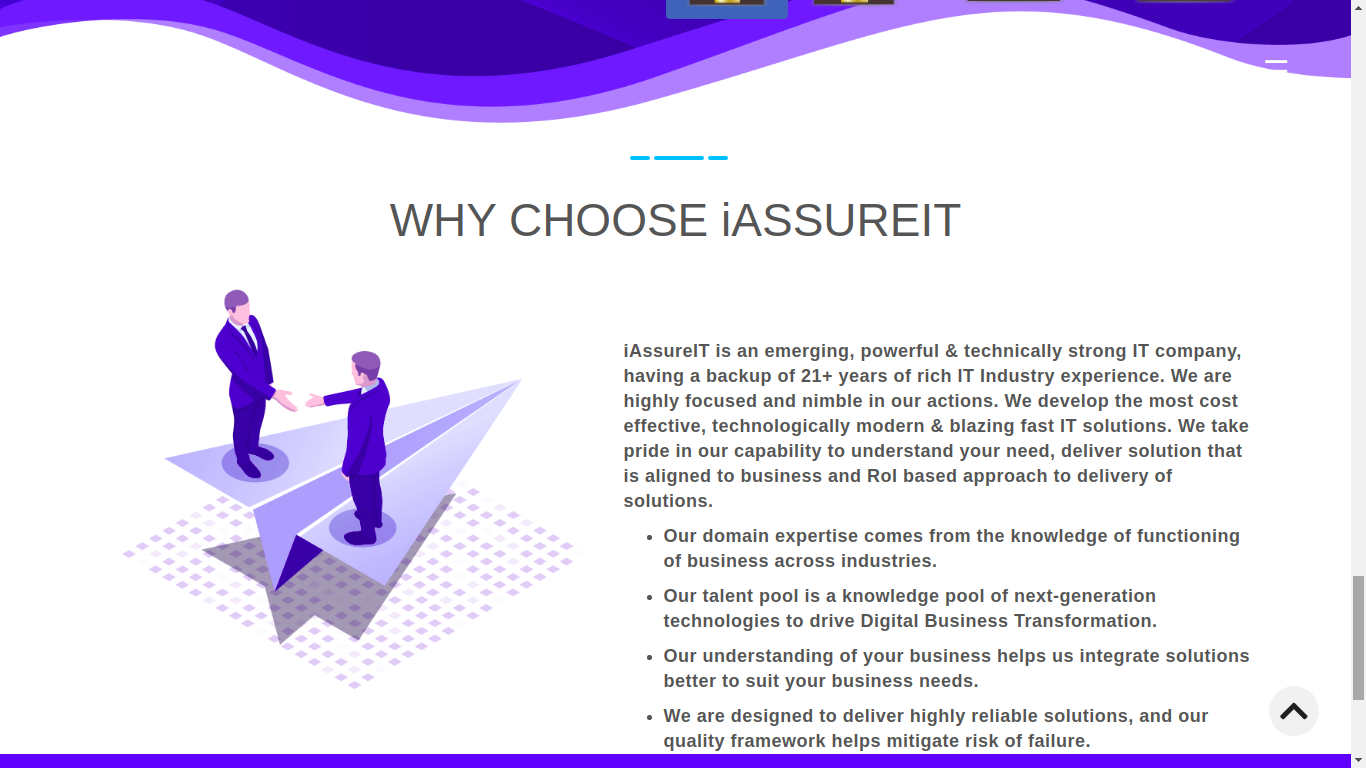 WHY CHOOSE iASSUREIT
iAssureIT is an emerging, powerful & technically strong IT company,
having a backup of 21+ years of rich IT Industry experience. We are
highly focused and nimble in our actions. We develop the most cost
effective, technologically modern & blazing fast IT solutions. We take
pride in our capability to understand your need, deliver solution that
is aligned to business and RoI based approach to delivery of
solutions.
• Our domain expertise comes from the knowledge of functioning
of business across industries.
• Our talent pool is a knowledge pool of next-generation
technologies to drive Digital Business Transformation.
• Our understanding of your business helps us integrate solutions
better to suit your business needs.
• We are designed to deliver highly reliable solutions, and our
quality framework helps mitigate risk of failure.